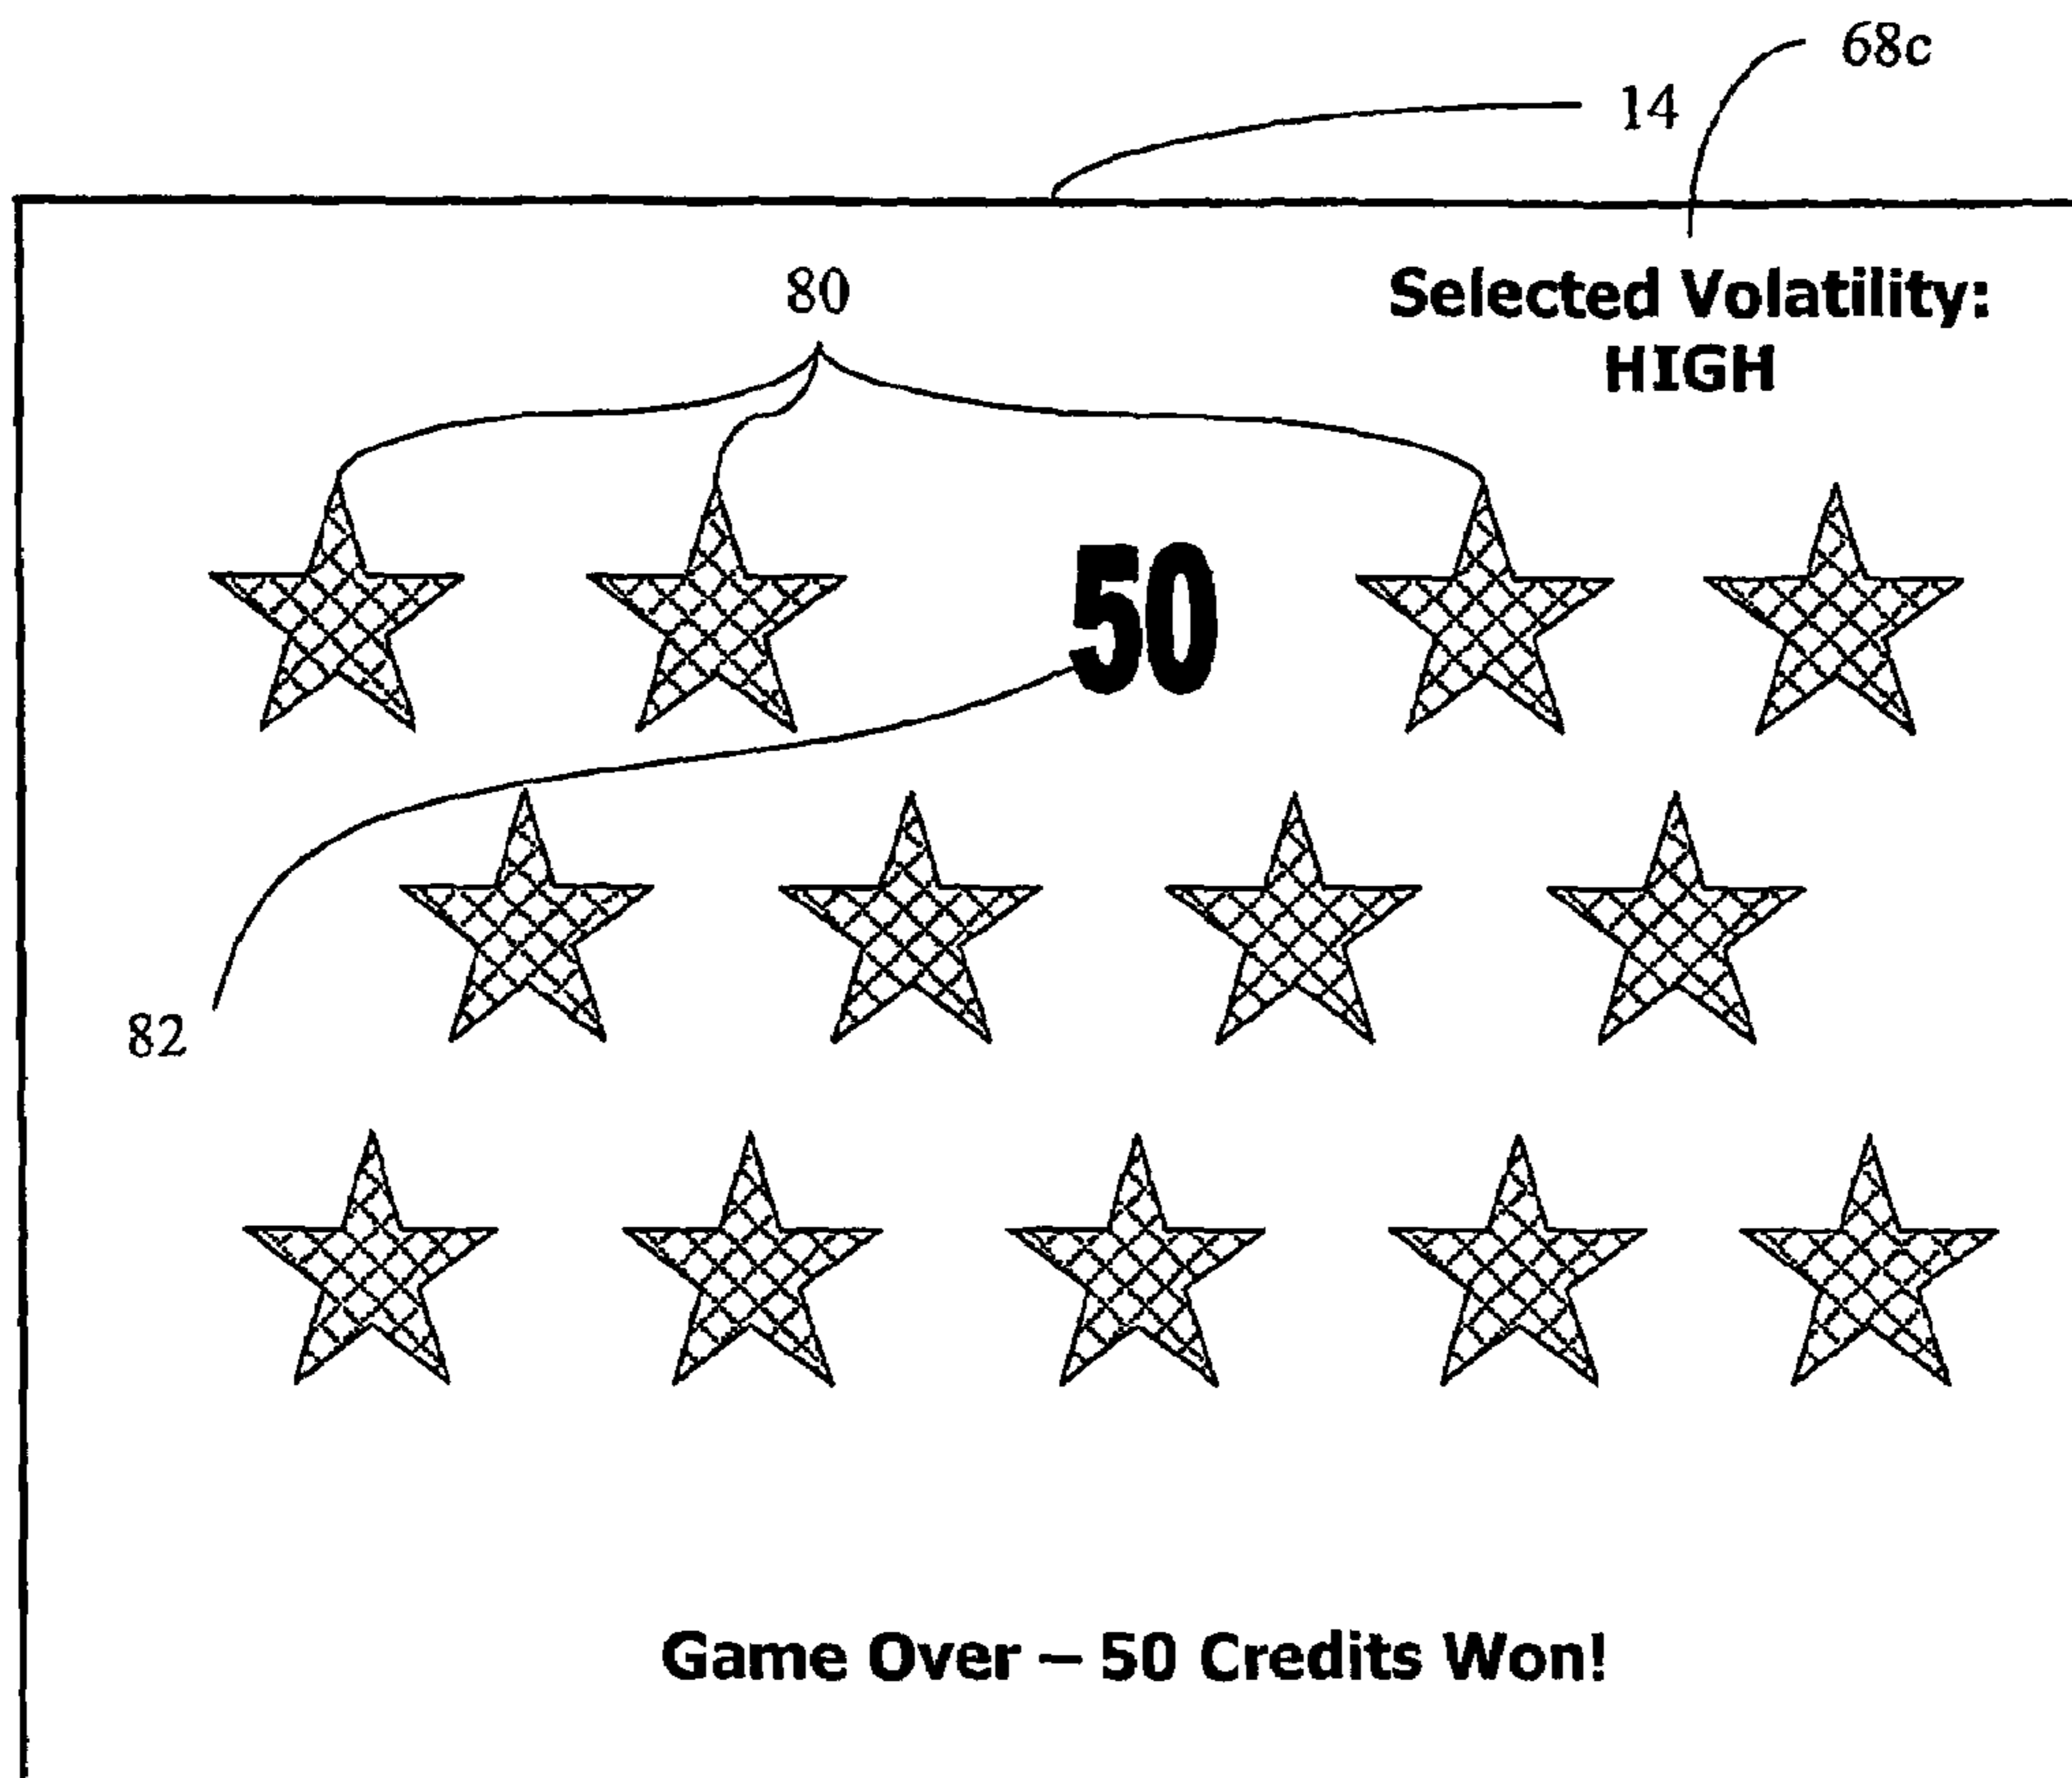 68c
14
80
Selected Volatility:
HIGH
50
82
Game Over – 50 Credits Won!